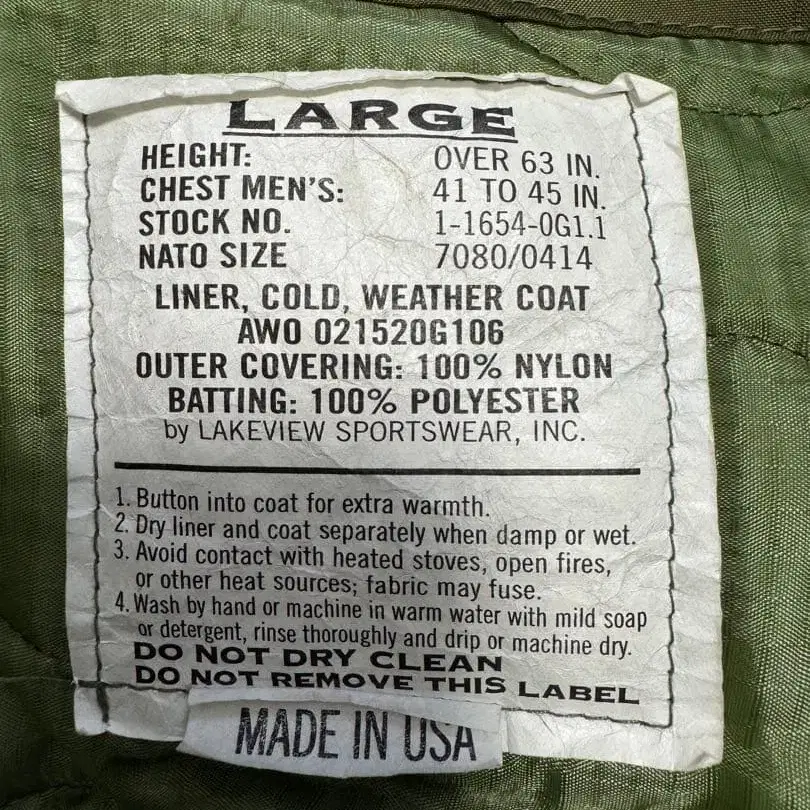 LARGE
HEIGHT: OVER 63 IN.
CHEST MEN'S: 41 TO 45 IN.
STOCK NO. 1-1654-0G1.1
NATO SIZE 7080/0414
LINER, COLD, WEATHER COAT
AWO 021520G106
OUTER COVERING: 100% NYLON
BATTING: 100% POLYESTER
by LAKEVIEW SPORTSWEAR, INC.
1. Button into coat for extra warmth.
2. Dry liner and coat separately when damp or wet.
3. Avoid contact with heated stoves, open fires,
or other heat sources; fabric may fuse.
4. Wash by hand or machine in warm water with mild soap
or detergent, rinse thoroughly and drip or machine dry.
DO NOT DRY CLEAN
DO NOT REMOVE THIS LABEL
MADE IN USA